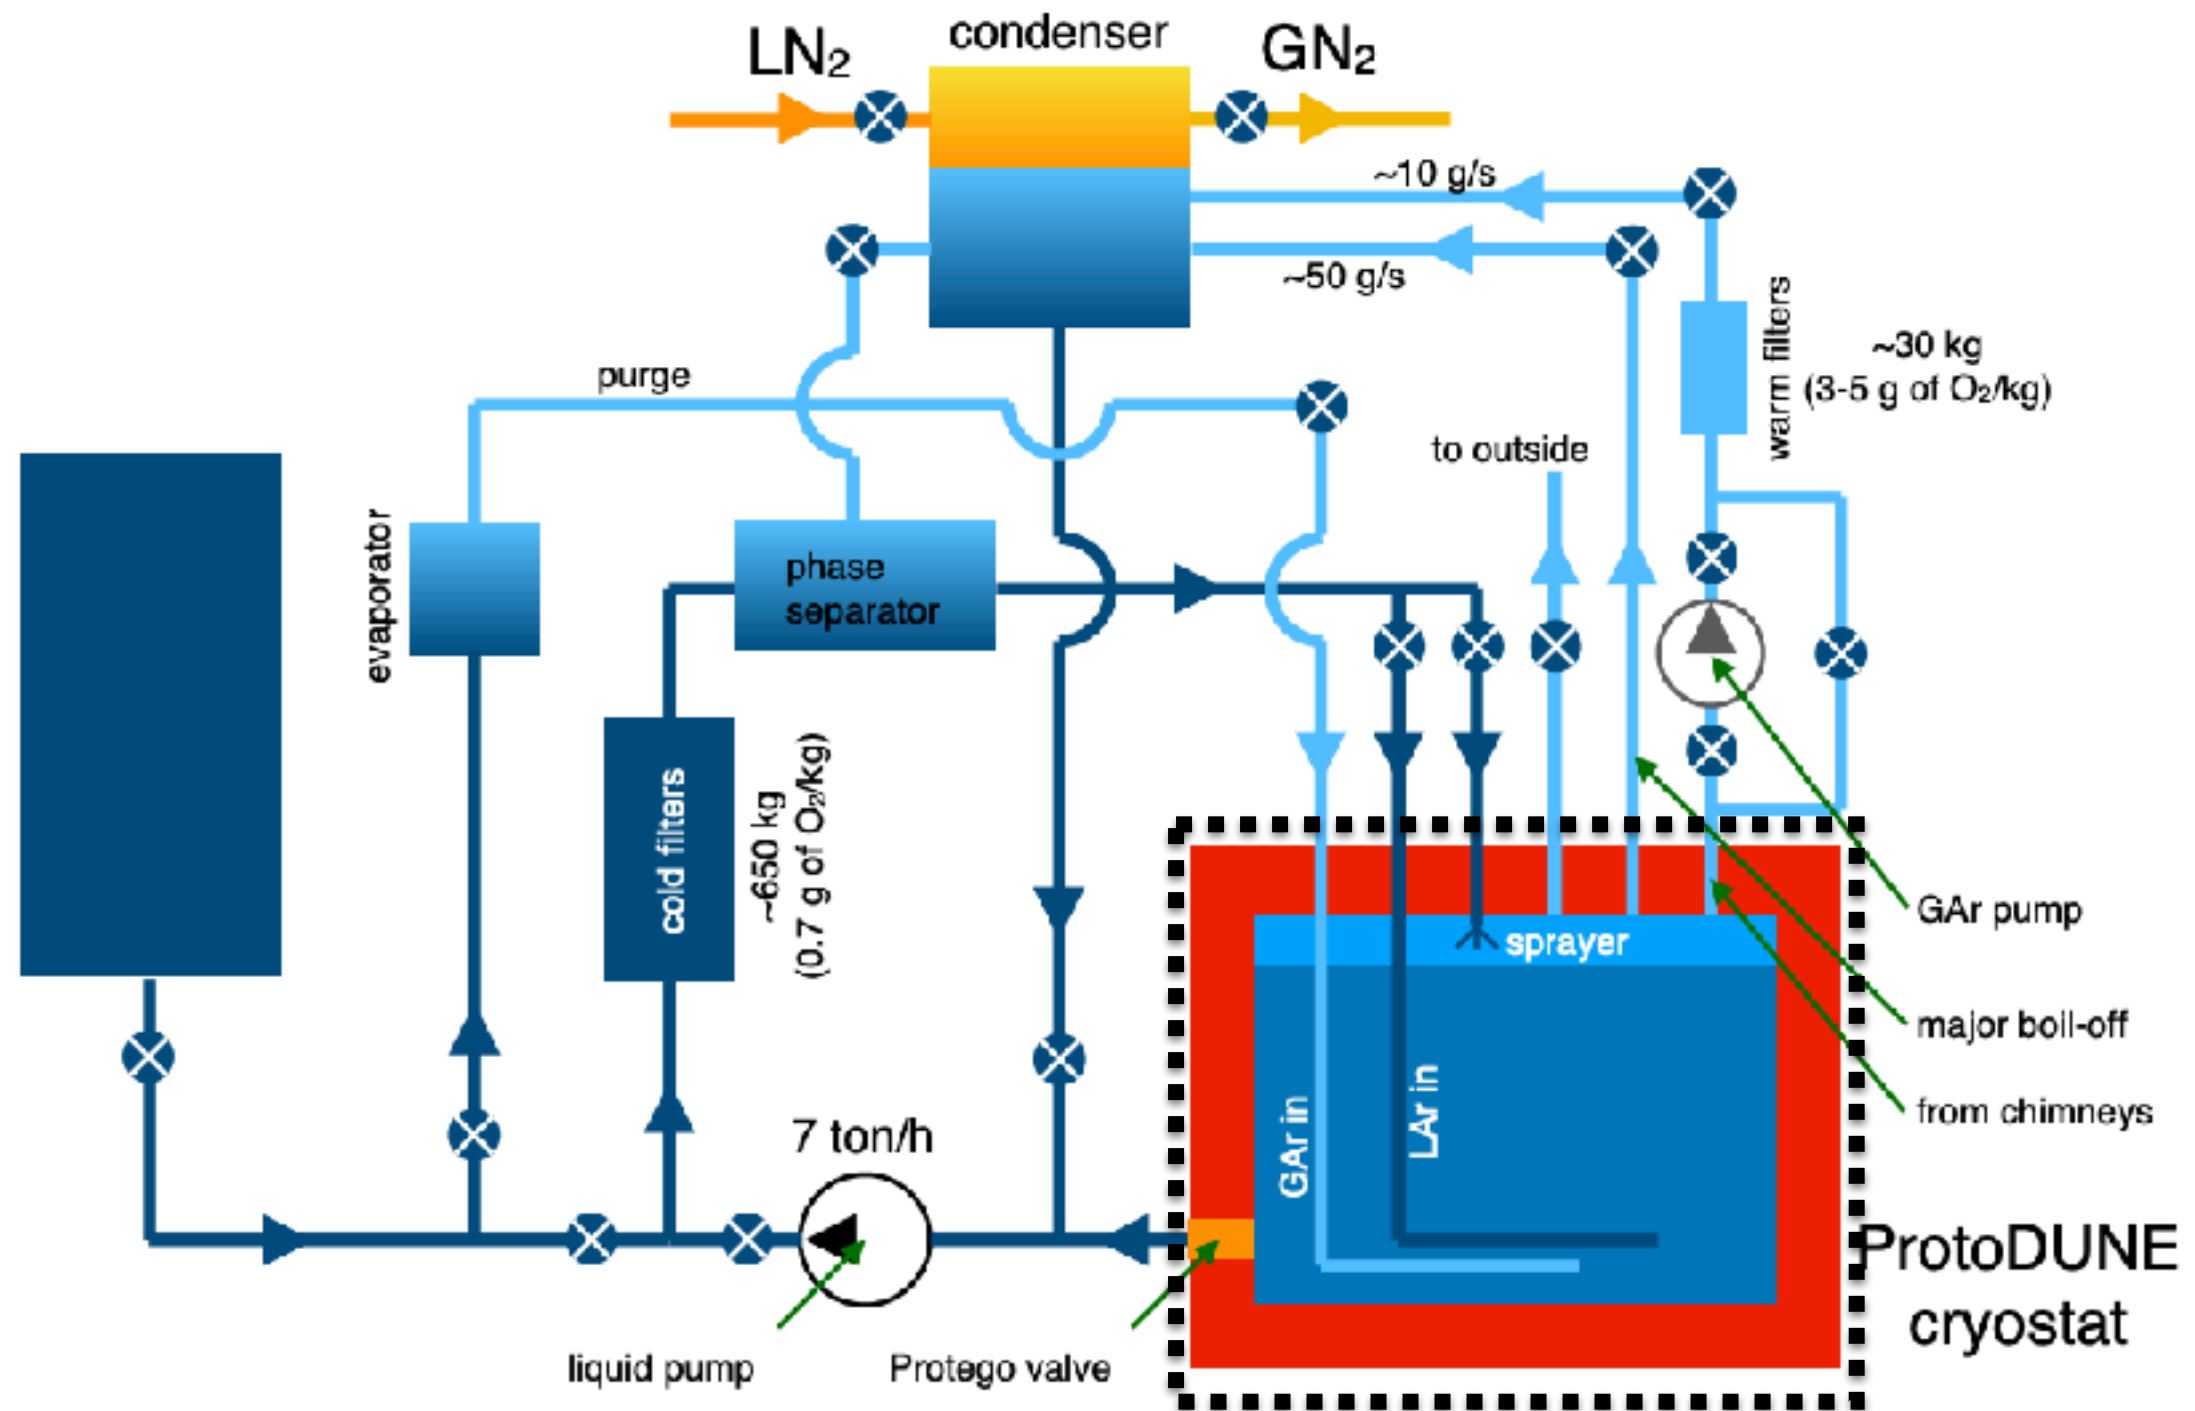 condenser
LN₂
GN₂
~10 g/s
~50 g/s
purge
warm filters
~30 kg
(3-5 g of O₂/kg)
to outside
evaporator
phase
separator
cold filters
~650 kg
(0.7 g of O₂/kg)
sprayer
GAr pump
major boil-off
from chimneys
GAr in
LAr in
7 ton/h
liquid pump
Protego valve
ProtoDUNE
cryostat